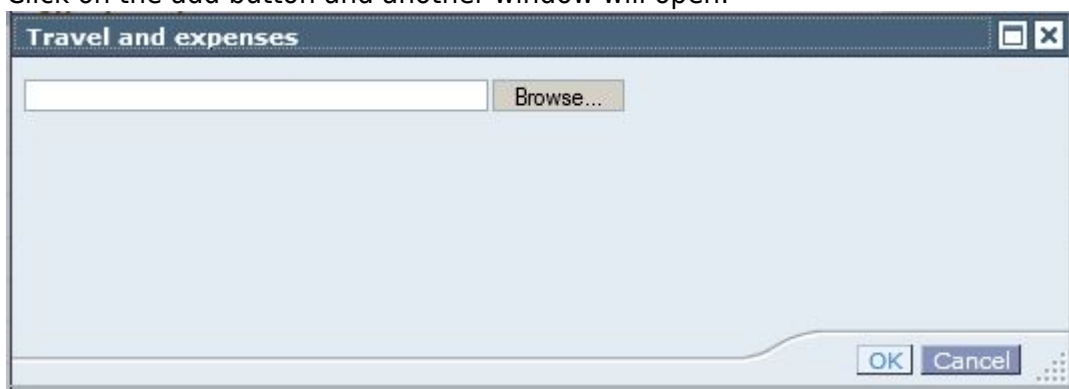 Click on the add button and another window will open.
Travel and expenses
Browse...
OK Cancel